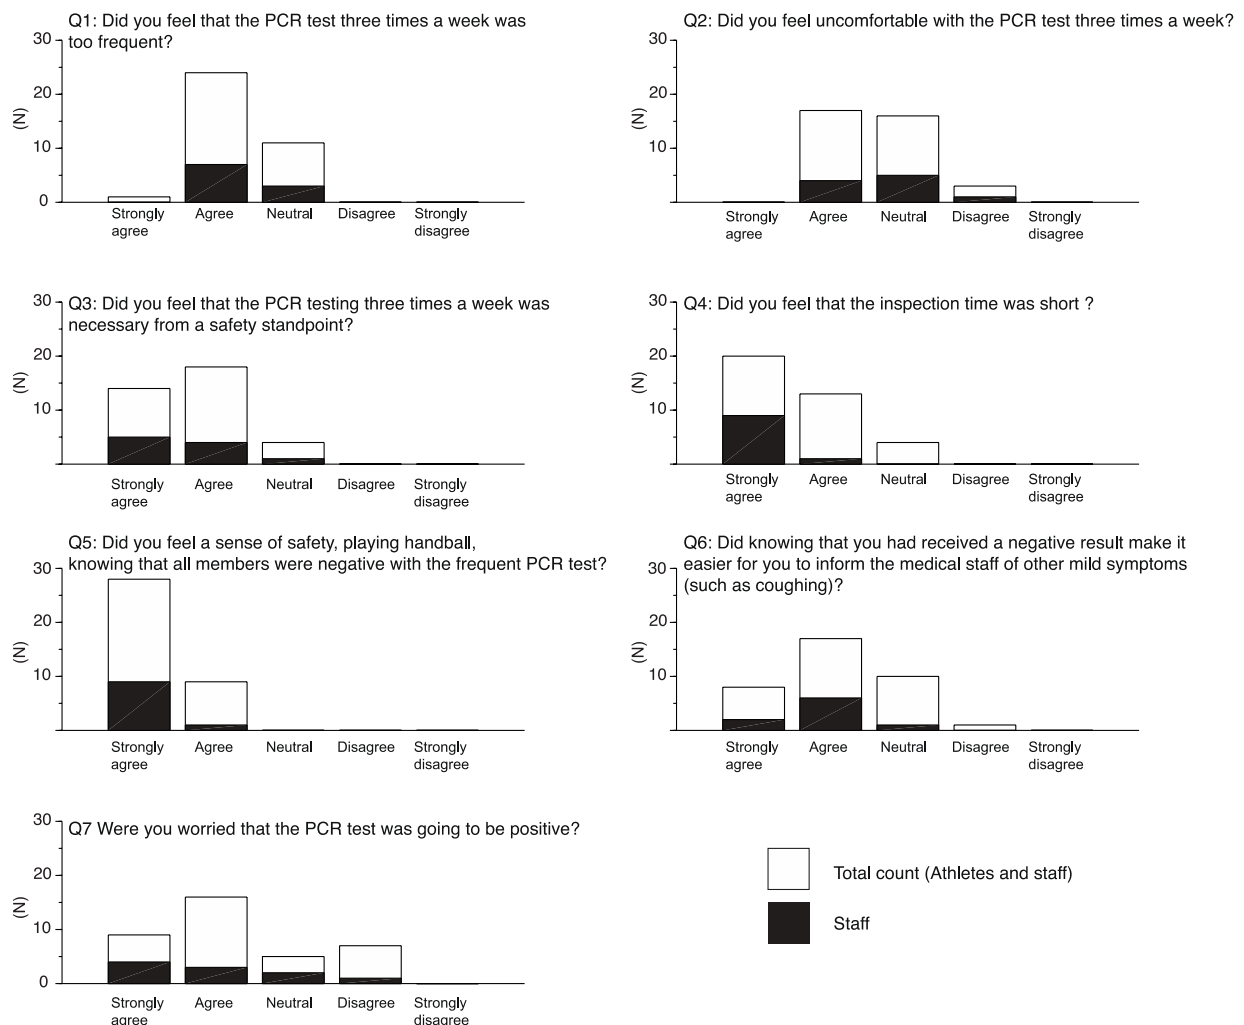 Q1: Did you feel that the PCR test three times a week was
too frequent?
30
20
10
0
(N)
Strongly agree
Agree
Neutral
Disagree
Strongly disagree
Q2: Did you feel uncomfortable with the PCR test three times a week?
30
20
10
(N)
Strongly agree
Agree
Neutral
Disagree
Strongly disagree
Q3: Did you feel that the PCR testing three times a week was
necessary from a safety standpoint?
30
20
10
(N)
Strongly agree
Agree
Neutral
Disagree
Strongly disagree
Q4: Did you feel that the inspection time was short ?
30
20
10
(N)
Strongly agree
Agree
Neutral
Disagree
Strongly disagree
Q5: Did you feel a sense of safety, playing handball,
knowing that all members were negative with the frequent PCR test?
30
20
10
(N)
Strongly agree
Agree
Neutral
Disagree
Strongly disagree
Q6: Did knowing that you had received a negative result make it
easier for you to inform the medical staff of other mild symptoms
(such as coughing)?
30
20
10
(N)
Strongly agree
Agree
Neutral
Disagree
Strongly disagree
Q7 Were you worried that the PCR test was going to be positive?
30
20
10
0
(N)
Strongly agree
Agree
Neutral
Disagree
Strongly disagree
Total count (Athletes and staff)
Staff